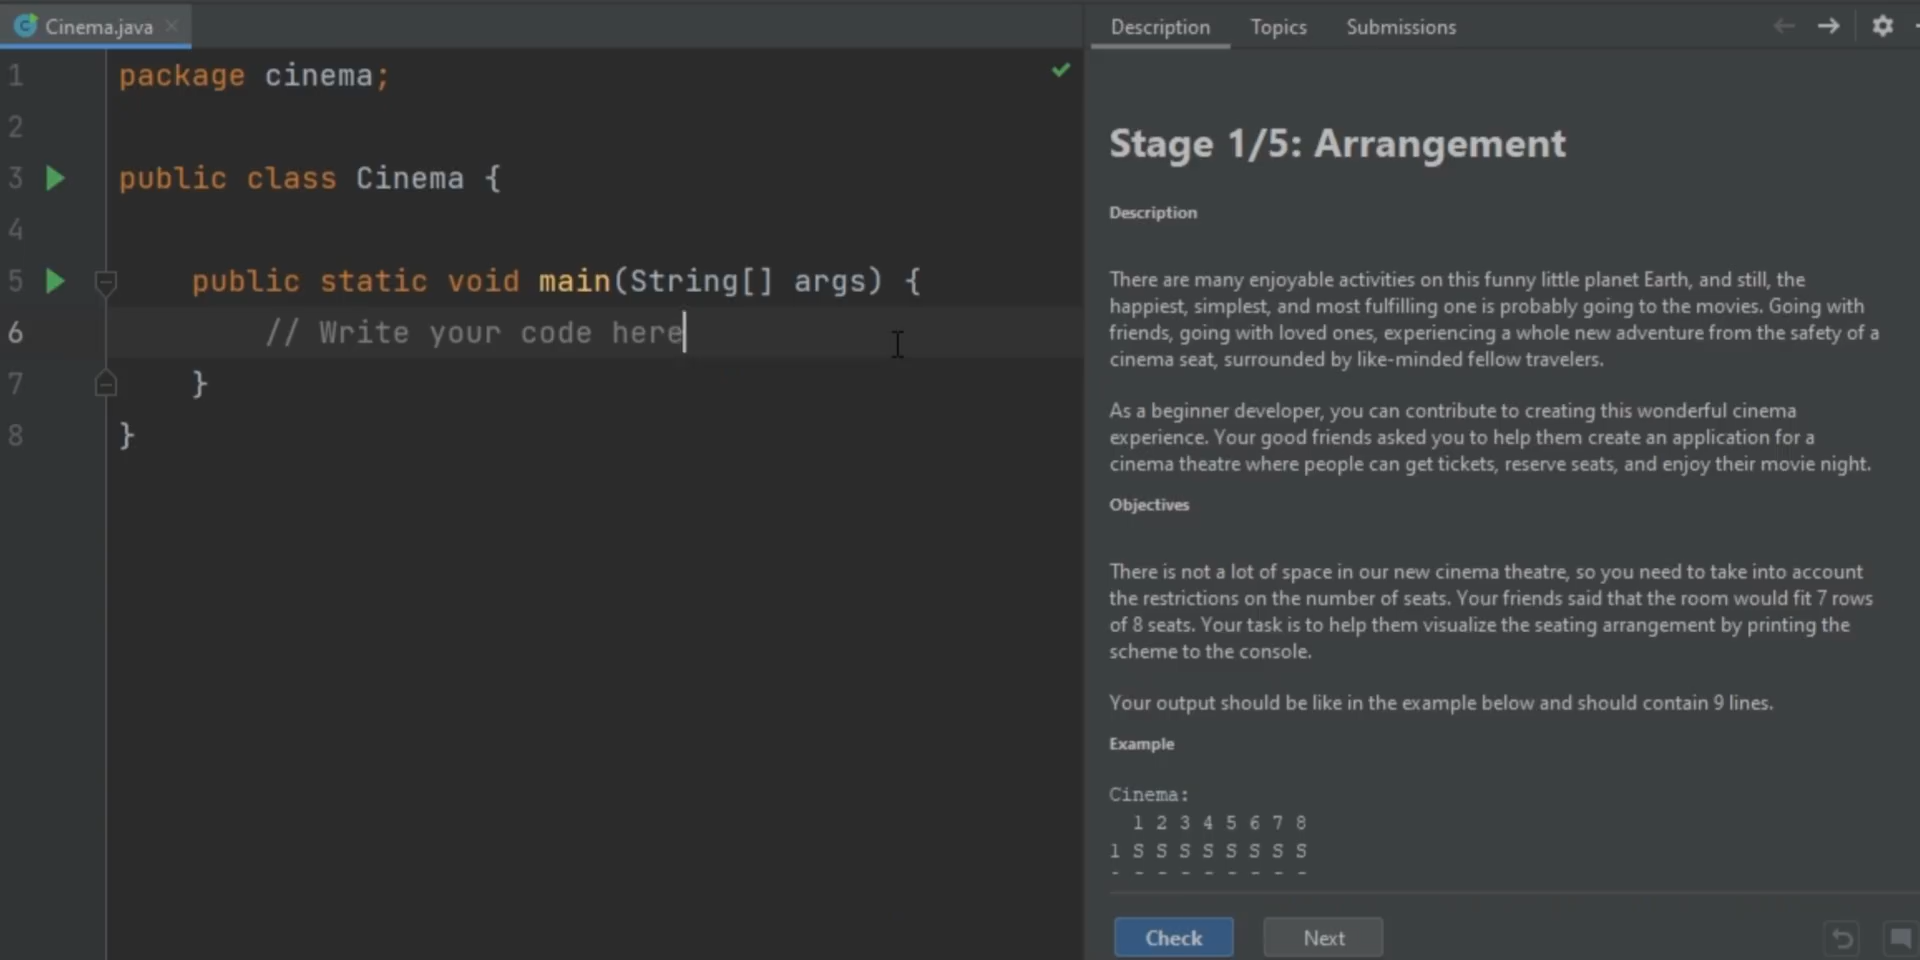 Cinema.java
1 package cinema;
2
3 public class Cinema {
4
5 public static void main(String[] args) {
6 // Write your code here
7 }
8 }
Description Topics Submissions
Stage 1/5: Arrangement
Description
There are many enjoyable activities on this funny little planet Earth, and still, the
happiest, simplest, and most fulfilling one is probably going to the movies. Going with
friends, going with loved ones, experiencing a whole new adventure from the safety of a
cinema seat, surrounded by like-minded fellow travelers.
As a beginner developer, you can contribute to creating this wonderful cinema
experience. Your good friends asked you to help them create an application for a
cinema theatre where people can get tickets, reserve seats, and enjoy their movie night.
Objectives
There is not a lot of space in our new cinema theatre, so you need to take into account
the restrictions on the number of seats. Your friends said that the room would fit 7 rows
of 8 seats. Your task is to help them visualize the seating arrangement by printing the
scheme to the console.
Your output should be like in the example below and should contain 9 lines.
Example
Cinema:
1 2 3 4 5 6 7 8
1 S S S S S S S S
Check Next